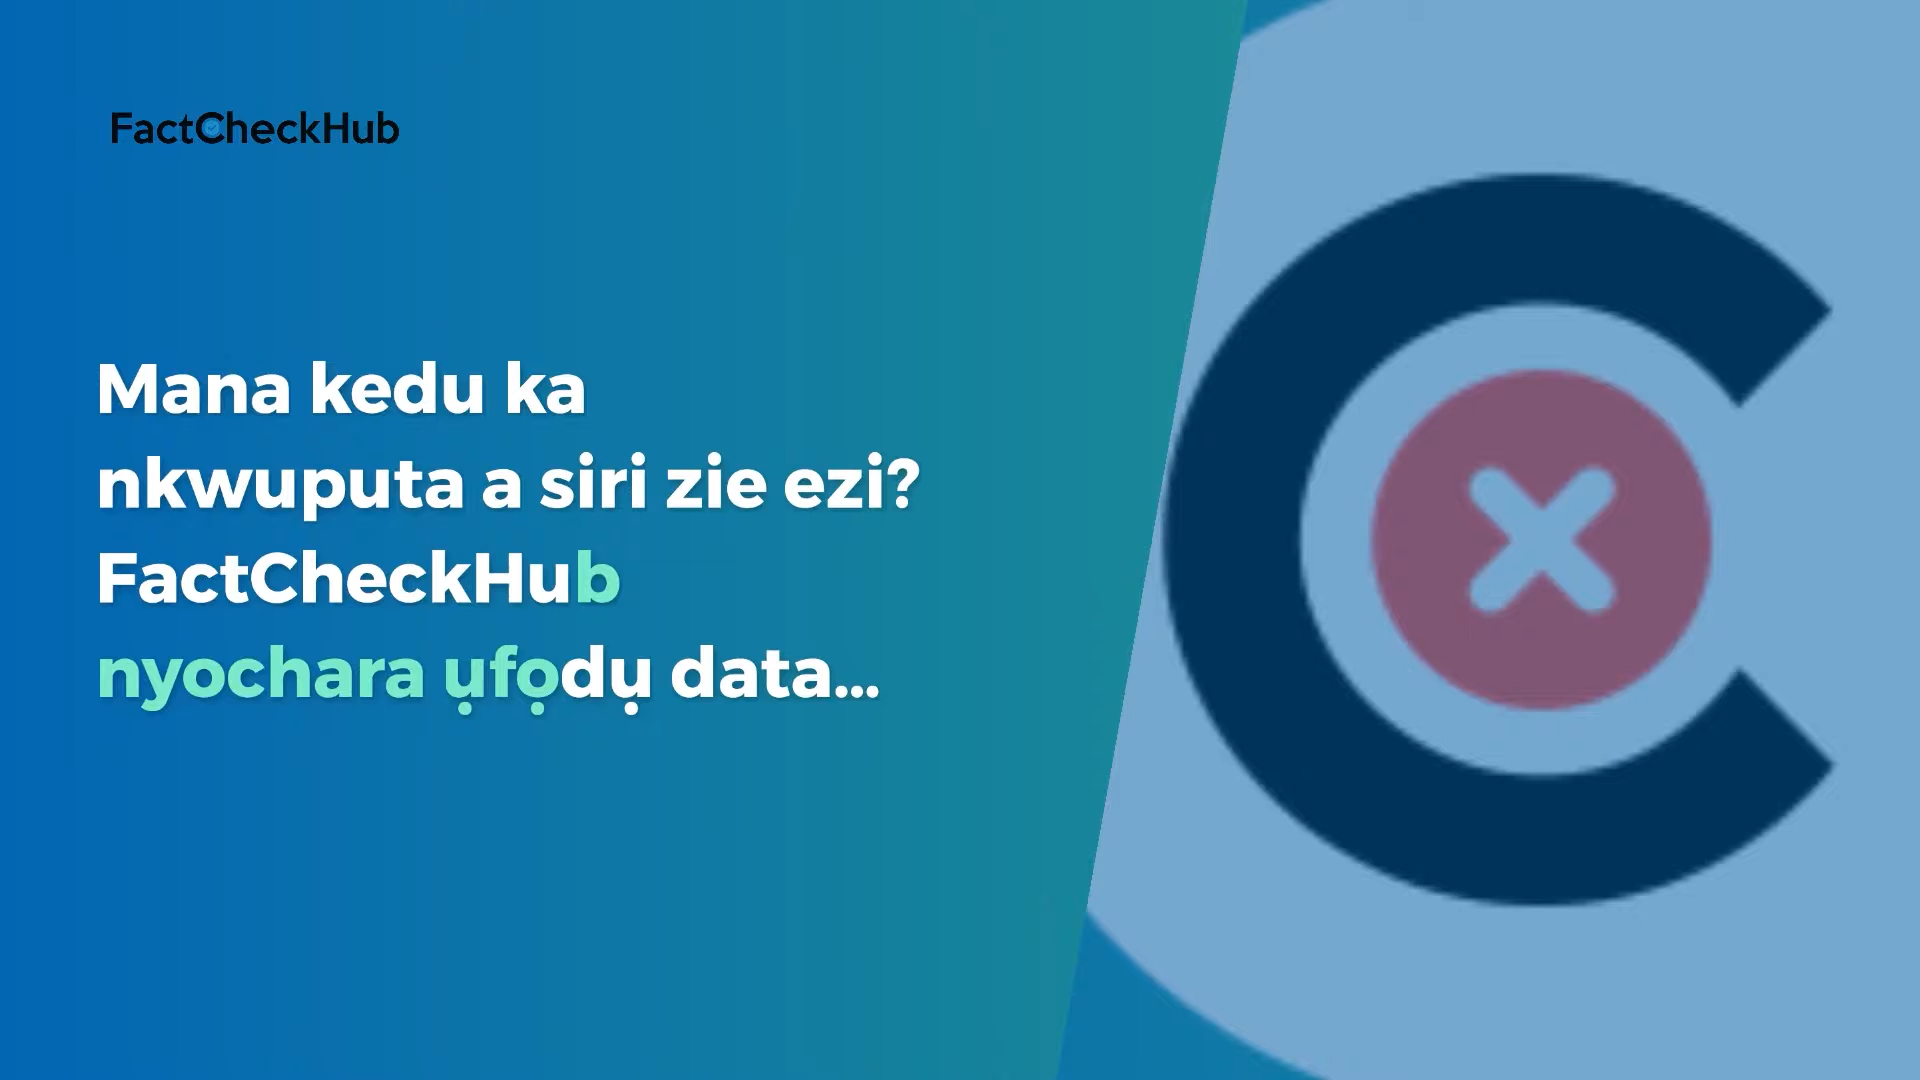 FactCheckHub
Mana kedu ka
nkwuputa a siri zie ezi?
FactCheckHub
nyochara ụfọdụ data...